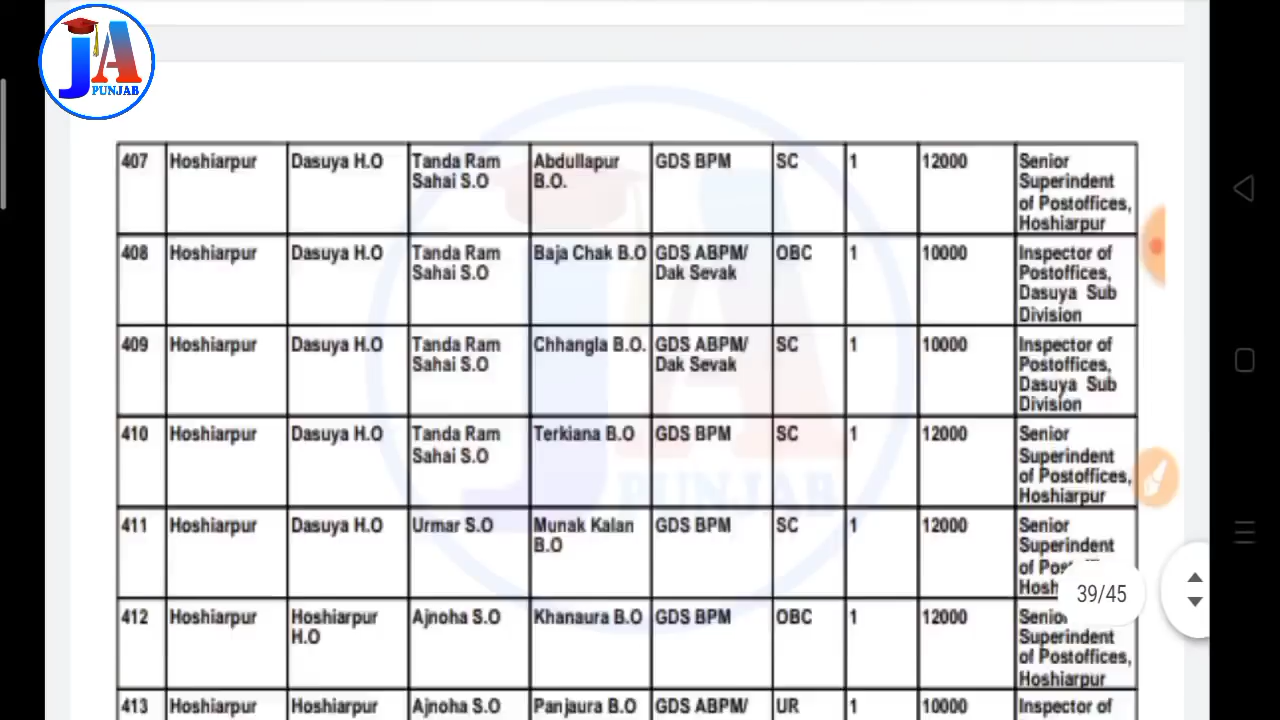 JA
PUNJAB
407 Hoshiarpur Dasuya H.O Tanda Ram Sahai S.O Abdullapur B.O. GDS BPM SC 1 12000 Senior Superindent of Postoffices, Hoshiarpur
408 Hoshiarpur Dasuya H.O Tanda Ram Sahai S.O Baja Chak B.O GDS ABPM/ Dak Sevak OBC 1 10000 Inspector of Postoffices, Dasuya Sub Division
409 Hoshiarpur Dasuya H.O Tanda Ram Sahai S.O Chhangla B.O. GDS ABPM/ Dak Sevak SC 1 10000 Inspector of Postoffices, Dasuya Sub Division
410 Hoshiarpur Dasuya H.O Tanda Ram Sahai S.O Terkiana B.O GDS BPM SC 1 12000 Senior Superindent of Postoffices, Hoshiarpur
411 Hoshiarpur Dasuya H.O Urmar S.O Munak Kalan B.O GDS BPM SC 1 12000 Senior Superindent of
39/45
412 Hoshiarpur Hoshiarpur H.O Ajnoha S.O Khanaura B.O GDS BPM OBC 1 12000 Senior Superindent of Postoffices, Hoshiarpur
413 Hoshiarpur Hoshiarpur Ajnoha S.O Panjaura B.O GDS ABPM/ UR 1 10000 Inspector of
PUNJAB